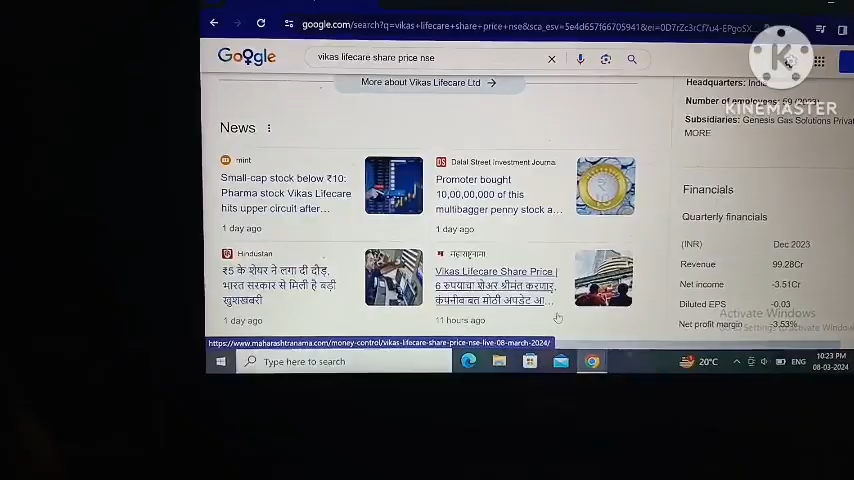 google.com/search?q=vikas+lifecare+share+price+nse&sca_esv=5e4d657f66705941&ei=0D7rZc3rCf7u4-EPgoSX...
Google
vikas lifecare share price nse
KINEMASTER
More about Vikas Lifecare Ltd →
Headquarters: India
Number of employees: 59 (2023)
Subsidiaries: Genesis Gas Solutions Priva
MORE
News
mint
Small-cap stock below ₹10:
Pharma stock Vikas Lifecare
hits upper circuit after...
1 day ago
DS Dalal Street Investment Journa
Promoter bought
10,00,00,000 of this
multibagger penny stock a...
1 day ago
Hindustan
₹5 के शेयर ने लगा दी दौड़,
भारत सरकार से मिली है बड़ी
खुशखबरी
1 day ago
महाराष्ट्रनामा
Vikas Lifecare Share Price |
6 रुपयाचा शेअर श्रीमंत करणार,
कंपनीबाबत मोठी अपडेट आ...
11 hours ago
Financials
Quarterly financials
(INR) Dec 2023
Revenue 99.28Cr
Net income -3.51Cr
Diluted EPS -0.03
Net profit margin -3.53%
Activate Windows
Go to Settings to activate Window
https://www.maharashtranama.com/money-control/vikas-lifecare-share-price-nse-live-08-march-2024/
Type here to search
20°C
ENG
10:23 PM
08-03-2024